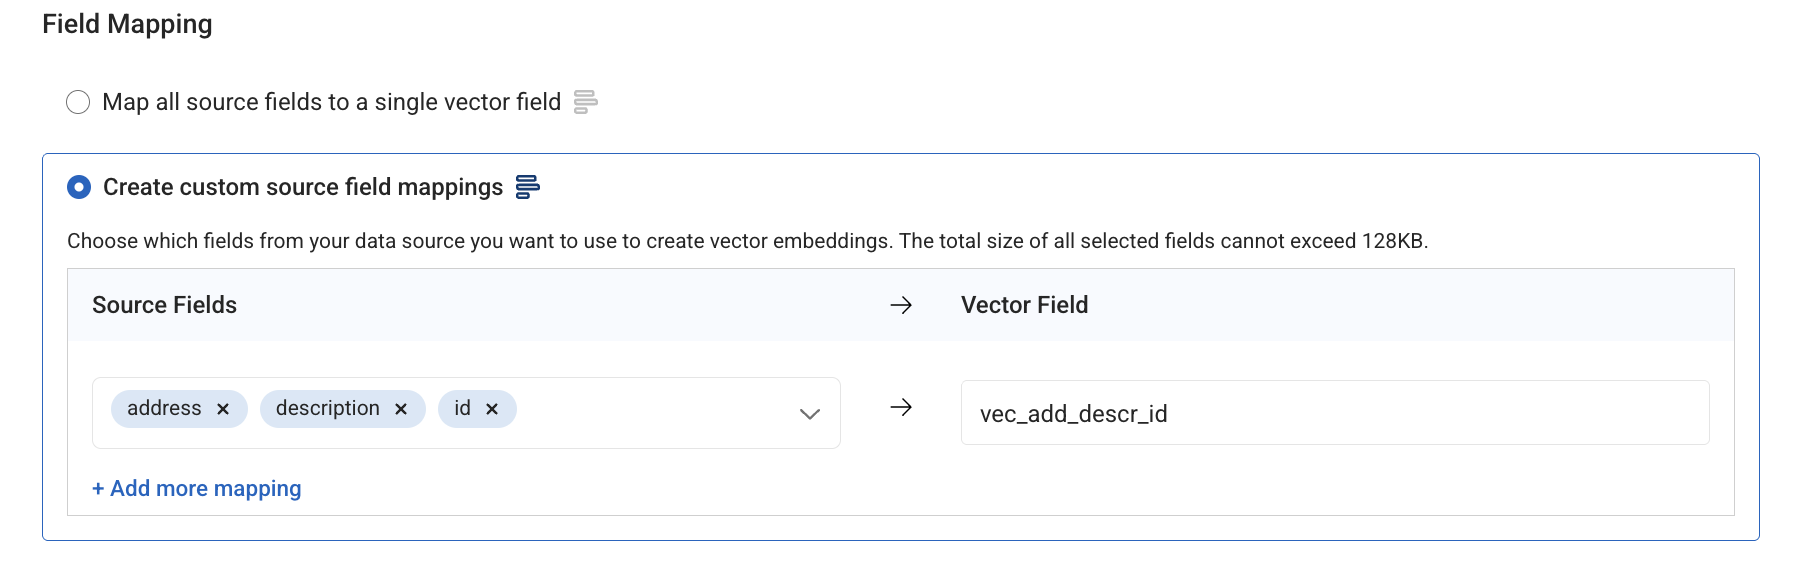 Field Mapping
Map all source fields to a single vector field
Create custom source field mappings
Choose which fields from your data source you want to use to create vector embeddings. The total size of all selected fields cannot exceed 128KB.
Source Fields → Vector Field
address × description × id × → vec_add_descr_id
+ Add more mapping